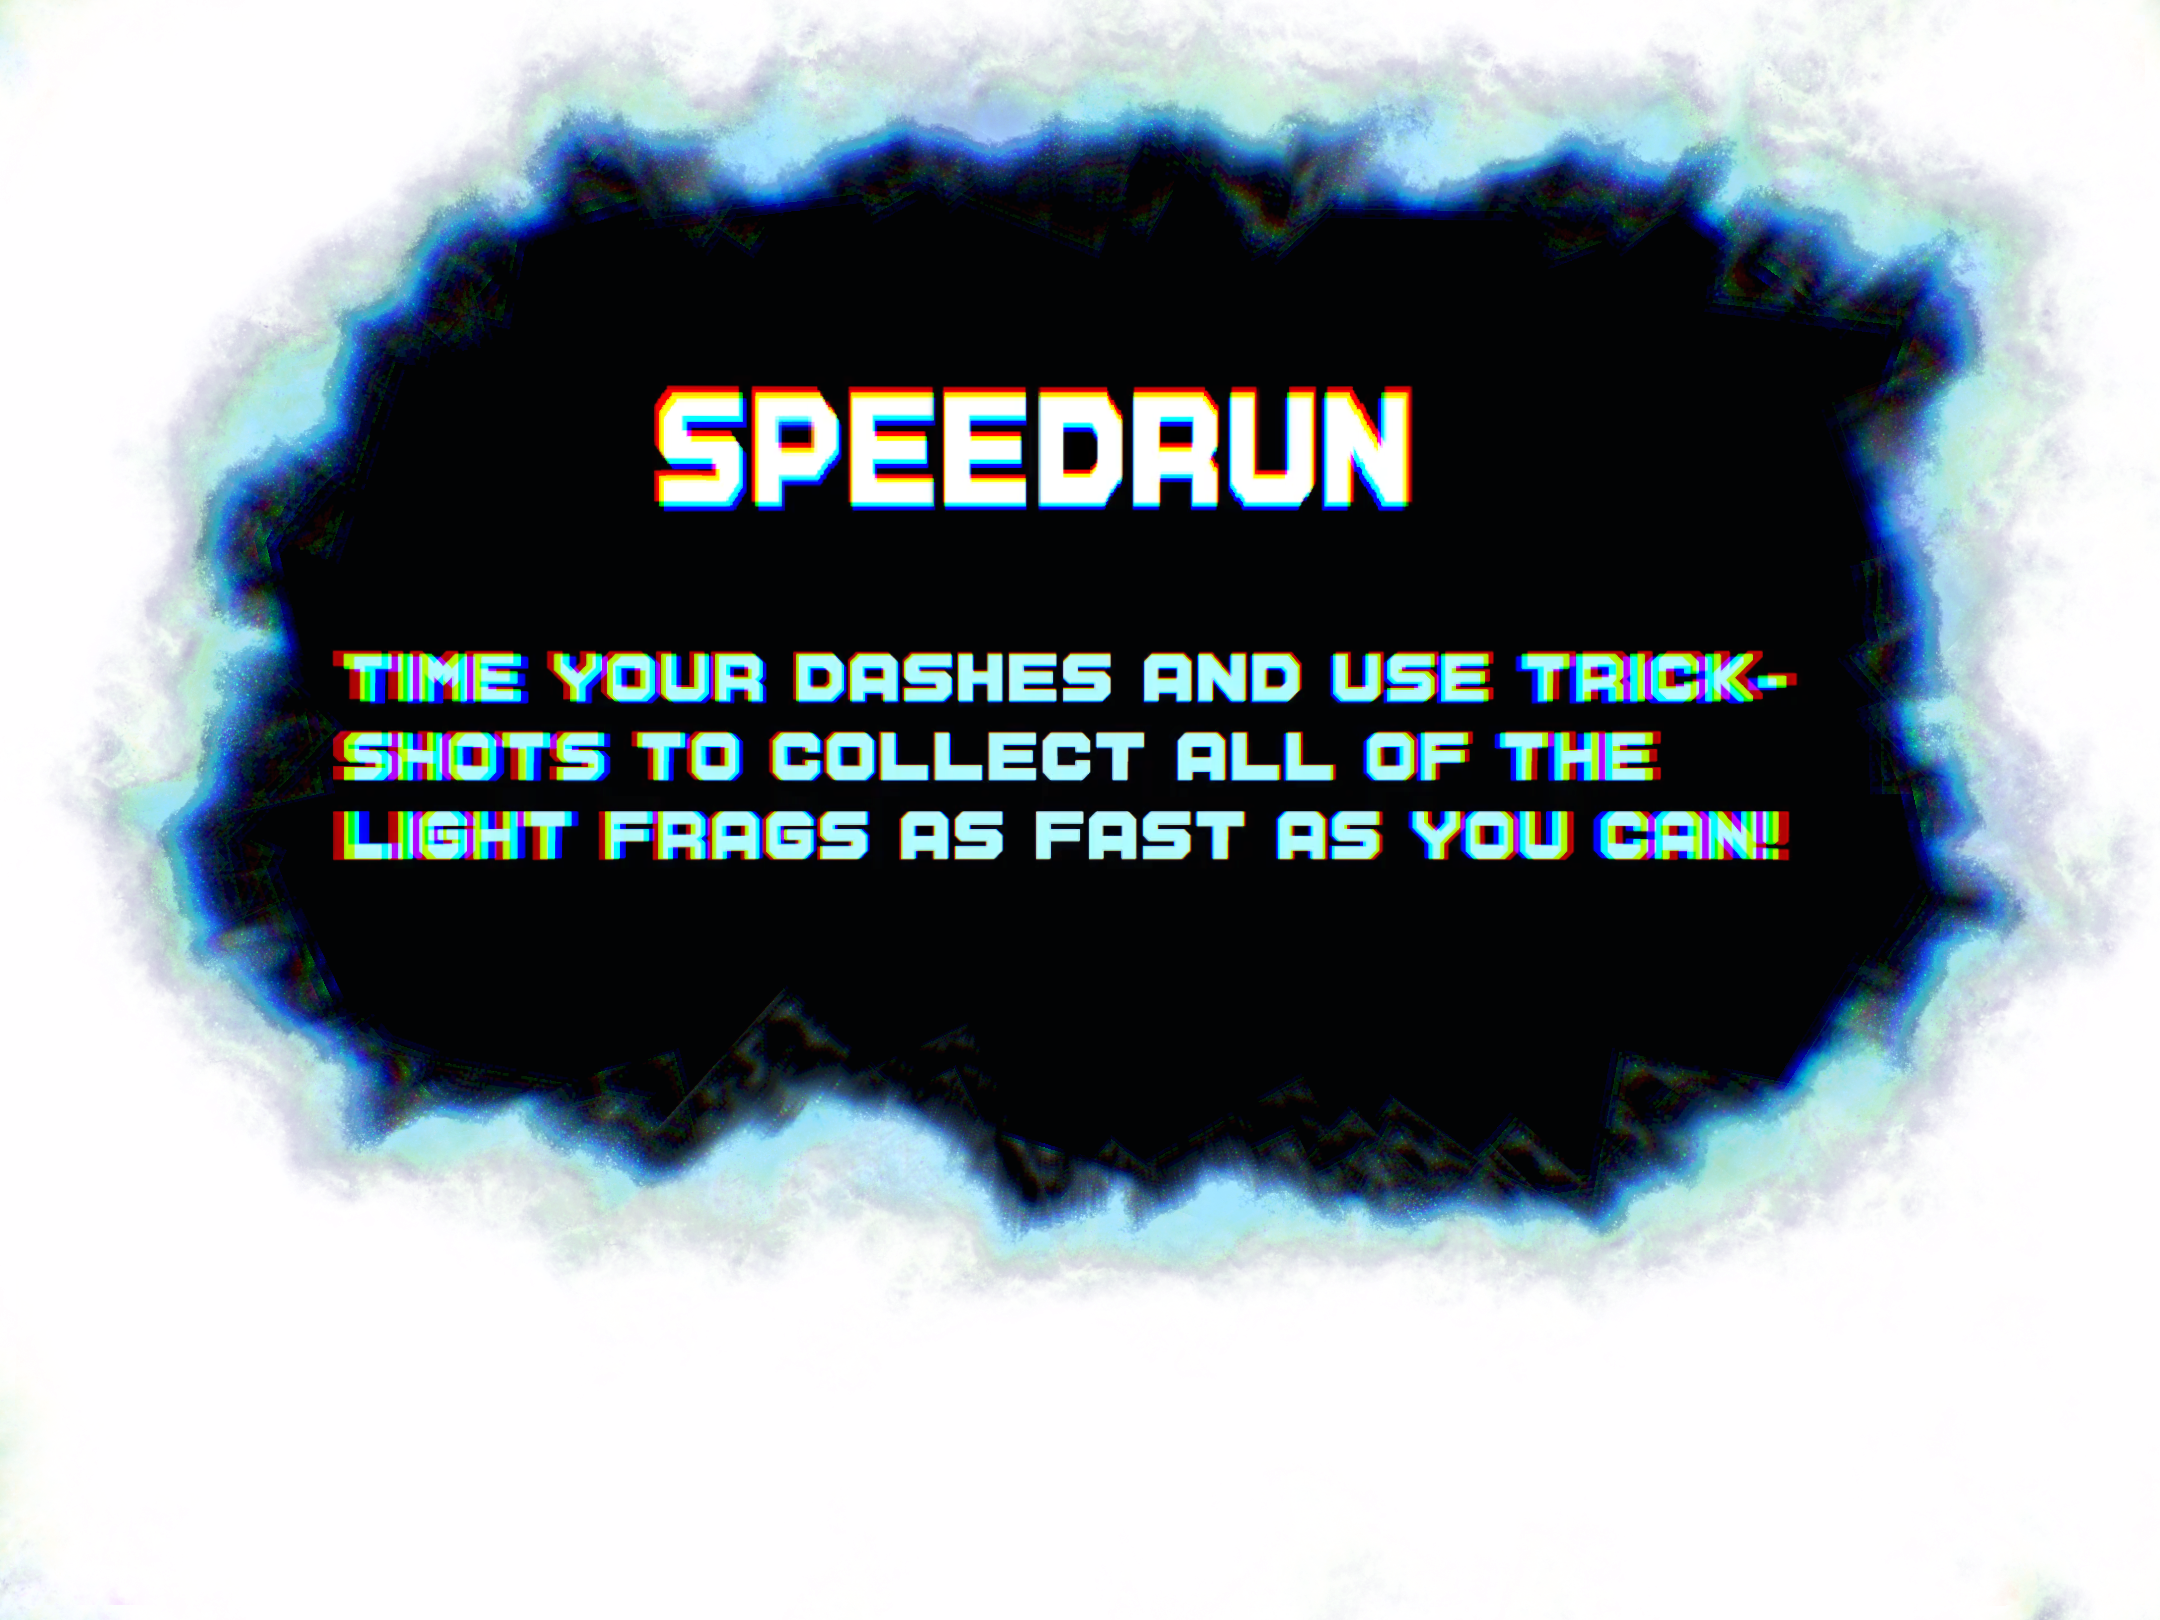 SPEEDRUN
TIME YOUR DASHES AND USE TRICK-
SHOTS TO COLLECT ALL OF THE
LIGHT FRAGS AS FAST AS YOU CAN!